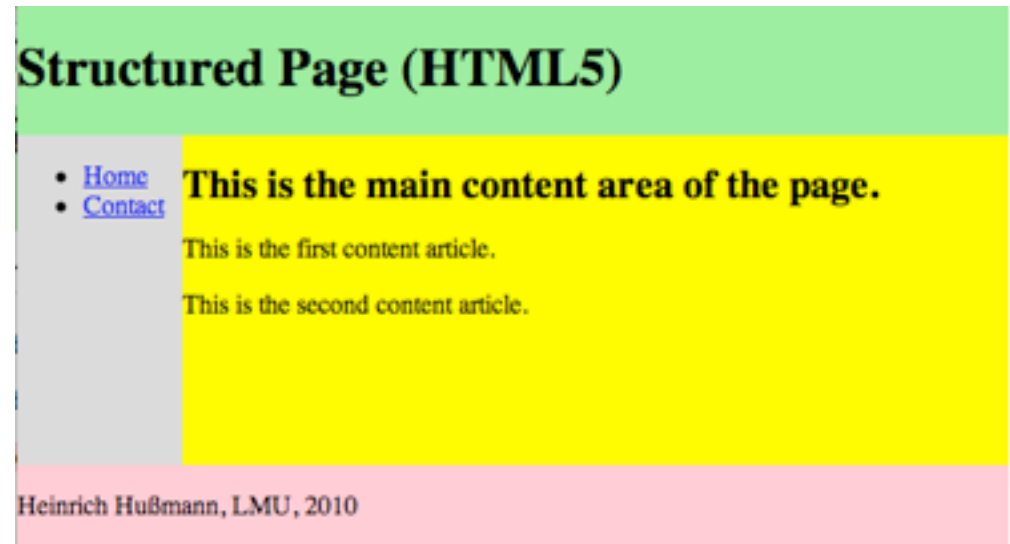 Structured Page (HTML5)
Home
Contact
This is the main content area of the page.
This is the first content article.
This is the second content article.
Heinrich Hußmann, LMU, 2010